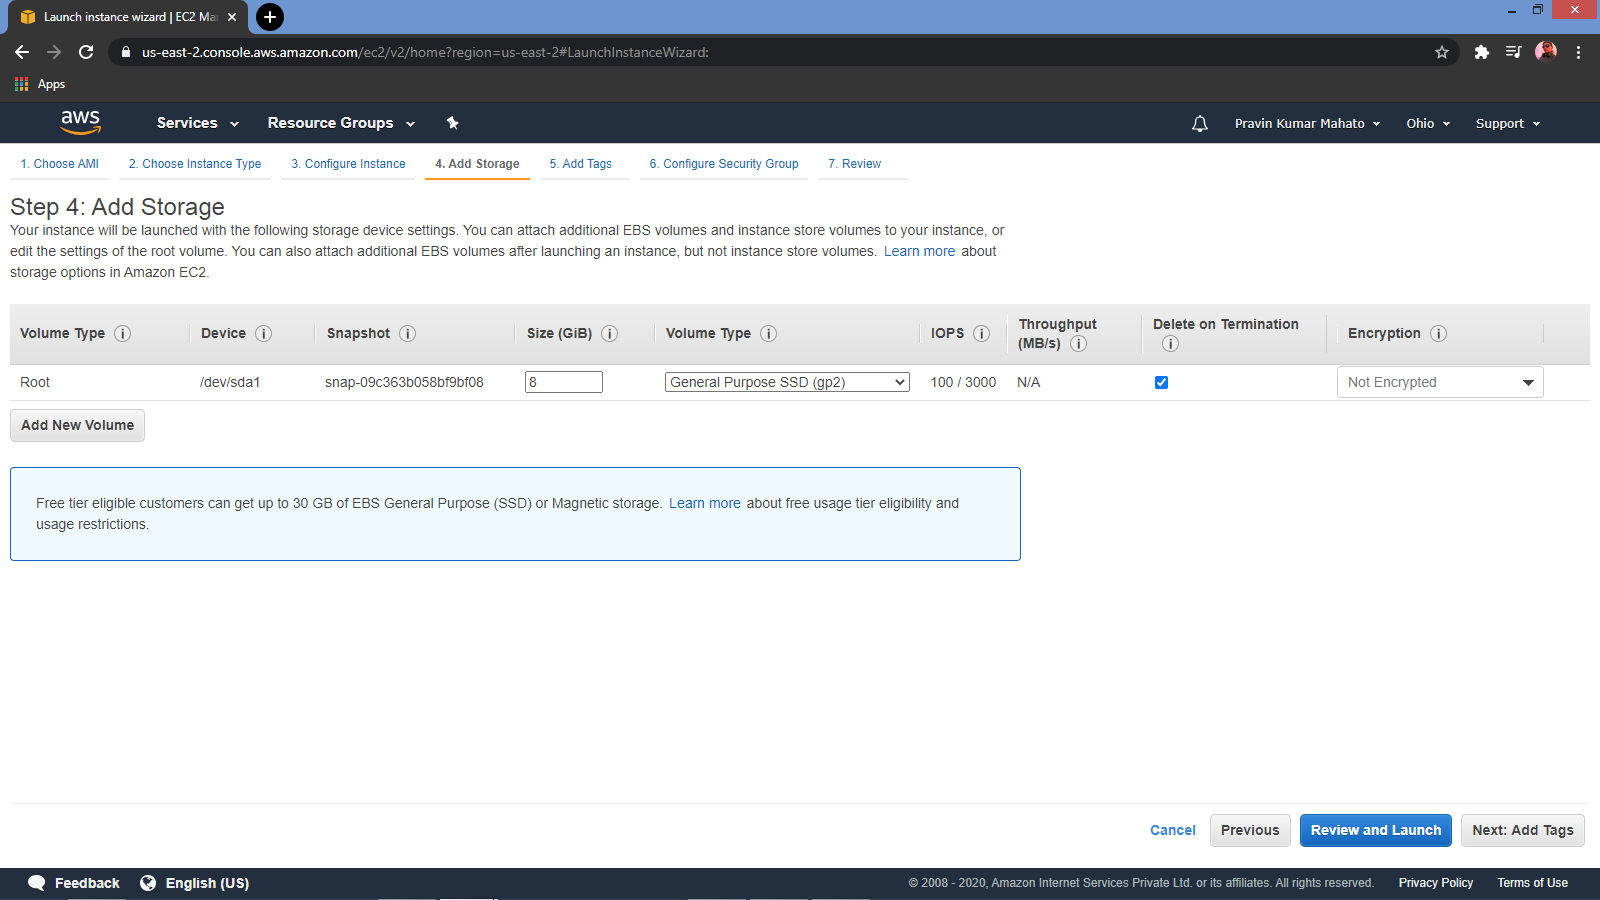 Launch instance wizard | EC2 Ma
us-east-2.console.aws.amazon.com/ec2/v2/home?region=us-east-2#LaunchInstanceWizard:
Apps
aws Services Resource Groups Pravin Kumar Mahato Ohio Support
1. Choose AMI 2. Choose Instance Type 3. Configure Instance 4. Add Storage 5. Add Tags 6. Configure Security Group 7. Review
Step 4: Add Storage
Your instance will be launched with the following storage device settings. You can attach additional EBS volumes and instance store volumes to your instance, or
edit the settings of the root volume. You can also attach additional EBS volumes after launching an instance, but not instance store volumes. Learn more about
storage options in Amazon EC2.
Volume Type i Device i Snapshot i Size (GiB) i Volume Type i IOPS i Throughput (MB/s) i Delete on Termination i Encryption i
Root /dev/sda1 snap-09c363b058bf9bf08 8 General Purpose SSD (gp2) 100 / 3000 N/A Not Encrypted
Add New Volume
Free tier eligible customers can get up to 30 GB of EBS General Purpose (SSD) or Magnetic storage. Learn more about free usage tier eligibility and
usage restrictions.
Cancel Previous Review and Launch Next: Add Tags
Feedback English (US) © 2008 - 2020, Amazon Internet Services Private Ltd. or its affiliates. All rights reserved. Privacy Policy Terms of Use